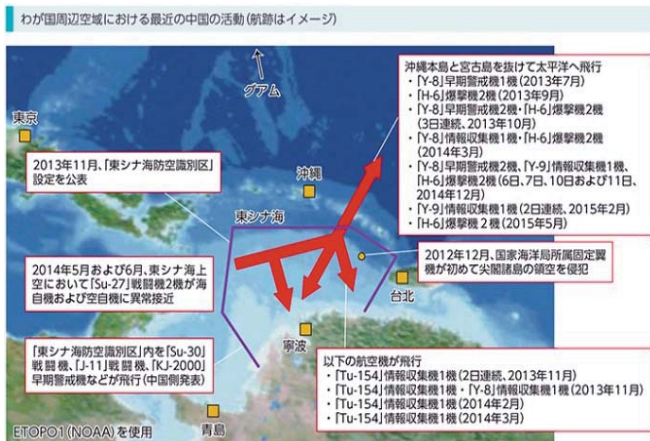 わが国周辺空域における最近の中国の活動(航跡はイメージ)
グアム
東京
沖縄
東シナ海
台北
寧波
青島
2013年11月、「東シナ海防空識別区」
設定を公表
2014年5月および6月、東シナ海上
空において「Su-27」戦闘機2機が海
自機および空自機に異常接近
「東シナ海防空識別区」内を「Su-30」
戦闘機、「J-11」戦闘機、「KJ-2000」
早期警戒機などが飛行(中国側発表)
ETOPO1(NOAA)を使用
沖縄本島と宮古島を抜けて太平洋へ飛行
・「Y-8」早期警戒機1機(2013年7月)
・「H-6」爆撃機2機(2013年9月)
・「Y-8」早期警戒機2機・「H-6」爆撃機2機
(3日連続、2013年10月)
・「Y-8」情報収集機1機・「H-6」爆撃機2機
(2014年3月)
・「Y-8」早期警戒機2機、「Y-9」情報収集機1機、
「H-6」爆撃機2機(6日、7日、10日および11日、
2014年12月)
・「Y-9」情報収集機1機(2日連続、2015年2月)
・「H-6」爆撃機2機(2015年5月)
2012年12月、国家海洋局所属固定翼
機が初めて尖閣諸島の領空を侵犯
以下の航空機が飛行
・「Tu-154」情報収集機1機(2日連続、2013年11月)
・「Tu-154」情報収集機1機・「Y-8」情報収集機1機(2013年11月)
・「Tu-154」情報収集機1機(2014年2月)
・「Tu-154」情報収集機1機(2014年3月)